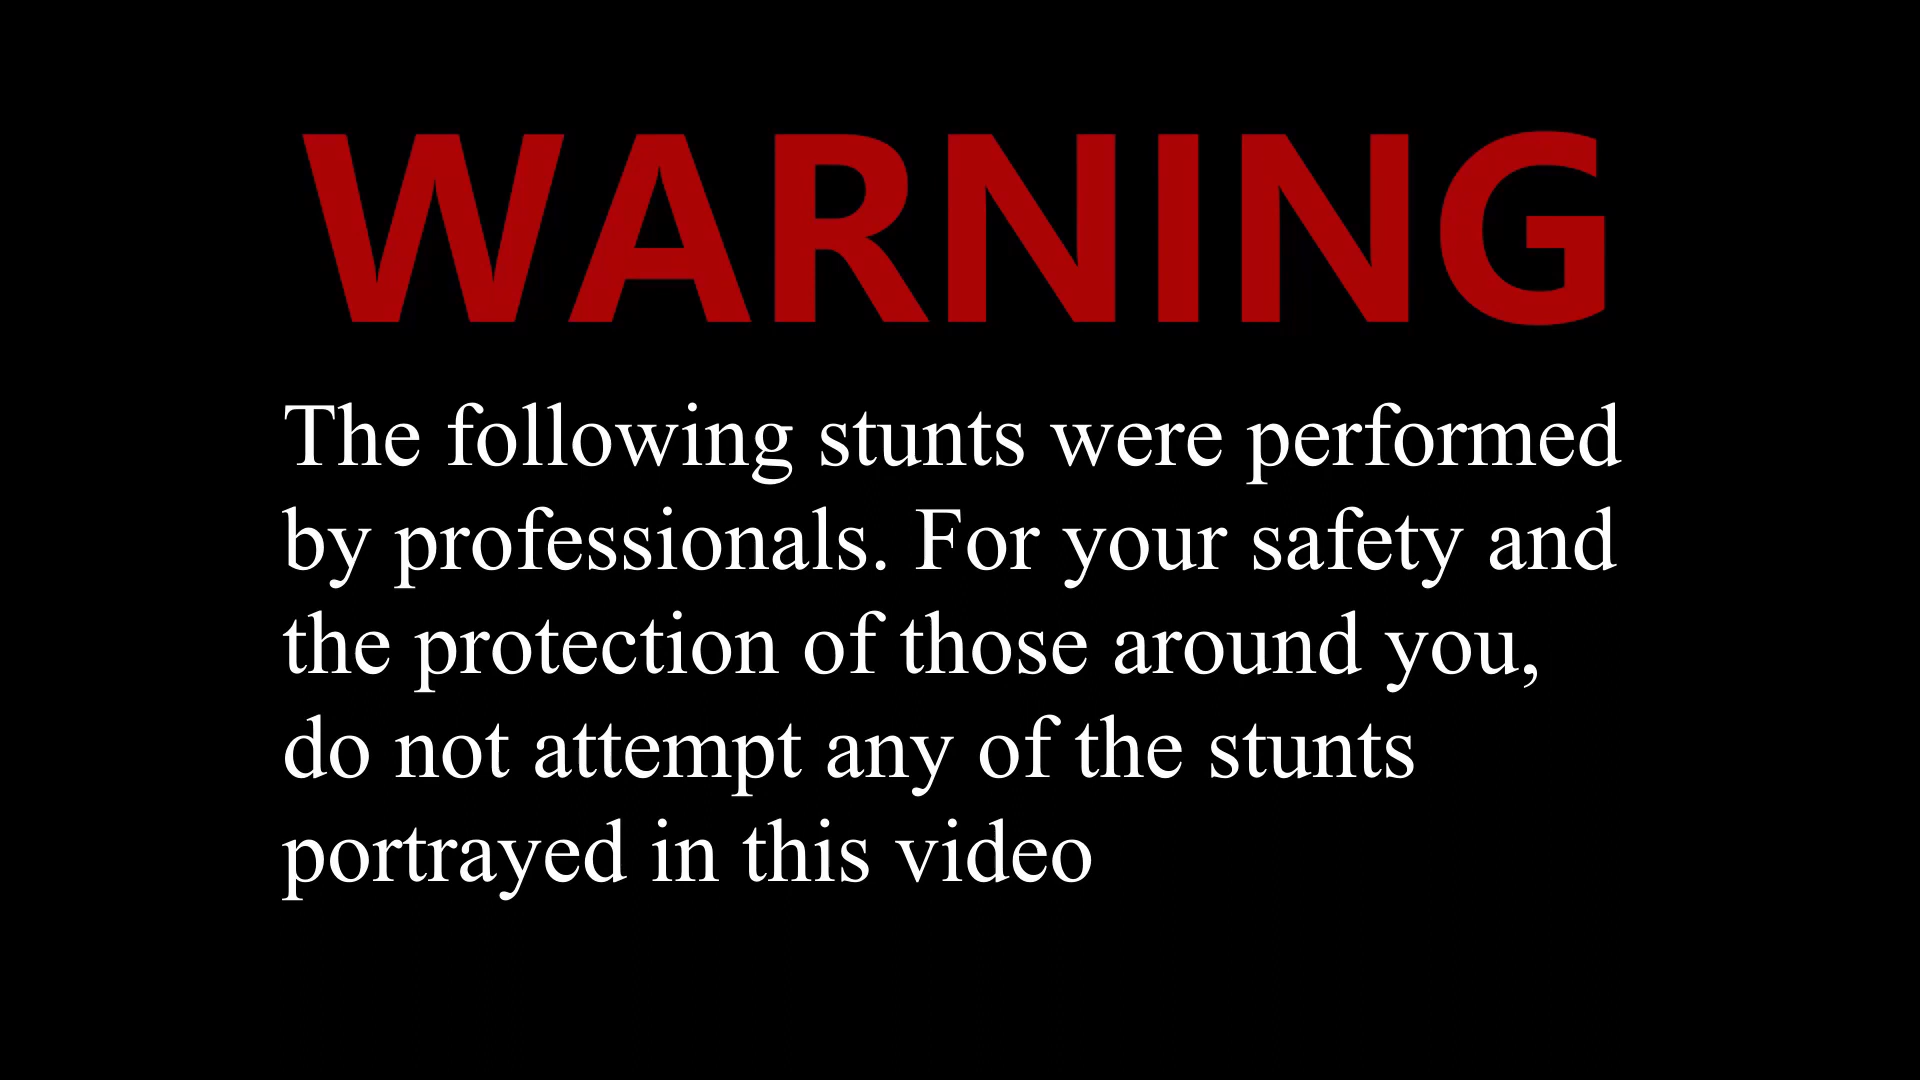 WARNING
The following stunts were performed
by professionals. For your safety and
the protection of those around you,
do not attempt any of the stunts
portrayed in this video